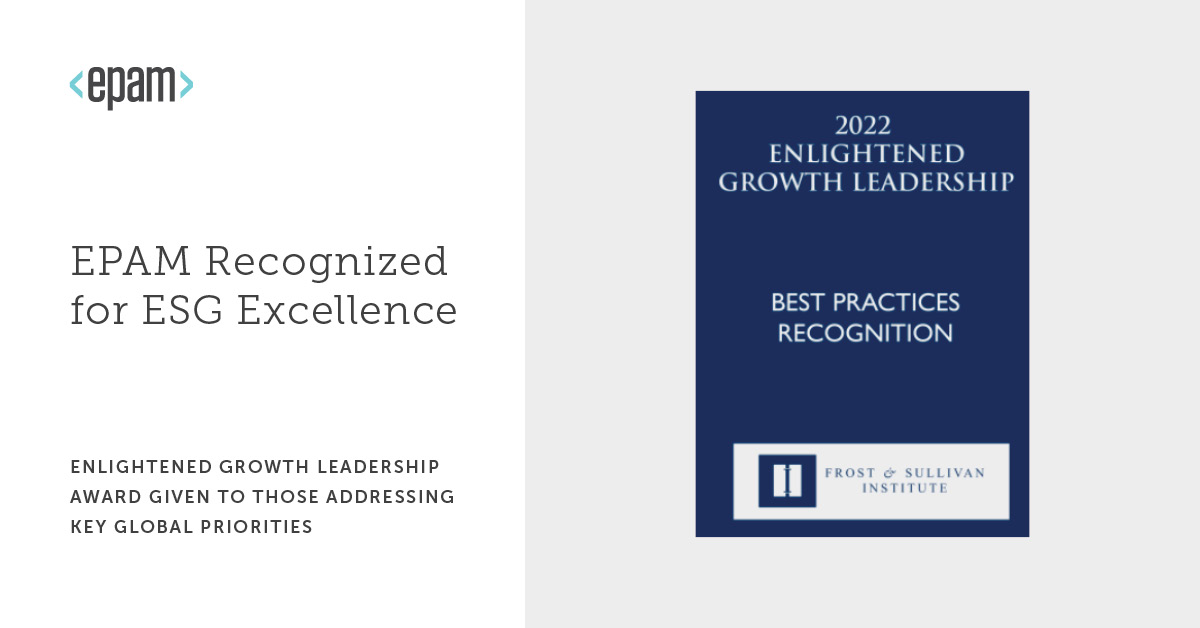 <epam>
EPAM Recognized
for ESG Excellence
ENLIGHTENED GROWTH LEADERSHIP
AWARD GIVEN TO THOSE ADDRESSING
KEY GLOBAL PRIORITIES
2022
ENLIGHTENED
GROWTH LEADERSHIP
BEST PRACTICES
RECOGNITION
I
FROST & SULLIVAN
INSTITUTE